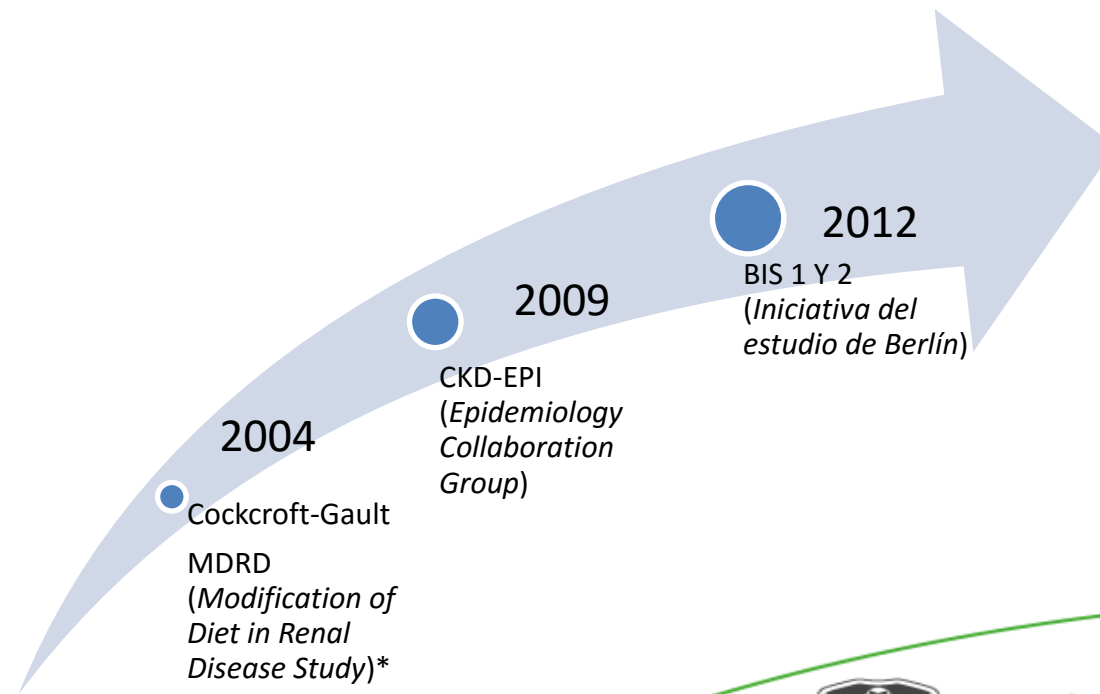 2004
Cockcroft-Gault
MDRD
(Modification of
Diet in Renal
Disease Study)*
2009
CKD-EPI
(Epidemiology
Collaboration
Group)
2012
BIS 1 Y 2
(Iniciativa del
estudio de Berlín)